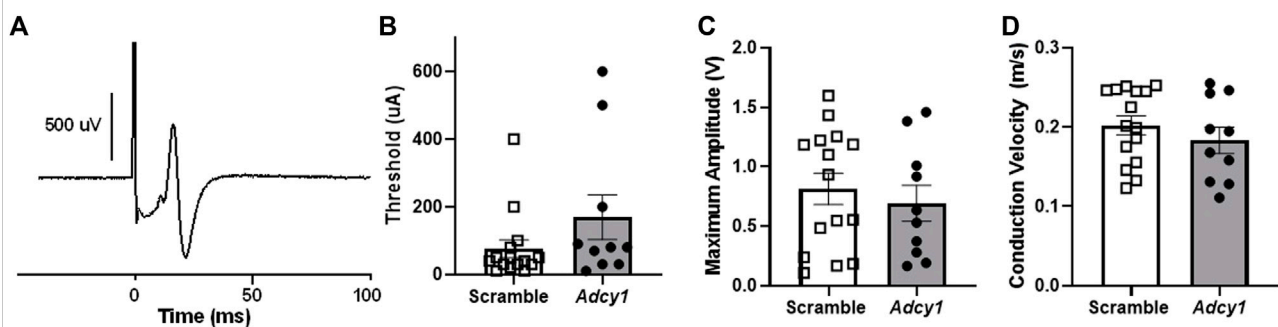 A
500 uV
0
50
100
Time (ms)
B
Threshold (uA)
600
400
200
0
Scramble
Adcy1
C
Maximum Amplitude (V)
2.0
1.5
1.0
0.5
0.0
Scramble
Adcy1
D
Conduction Velocity (m/s)
0.3
0.2
0.1
0.0
Scramble
Adcy1